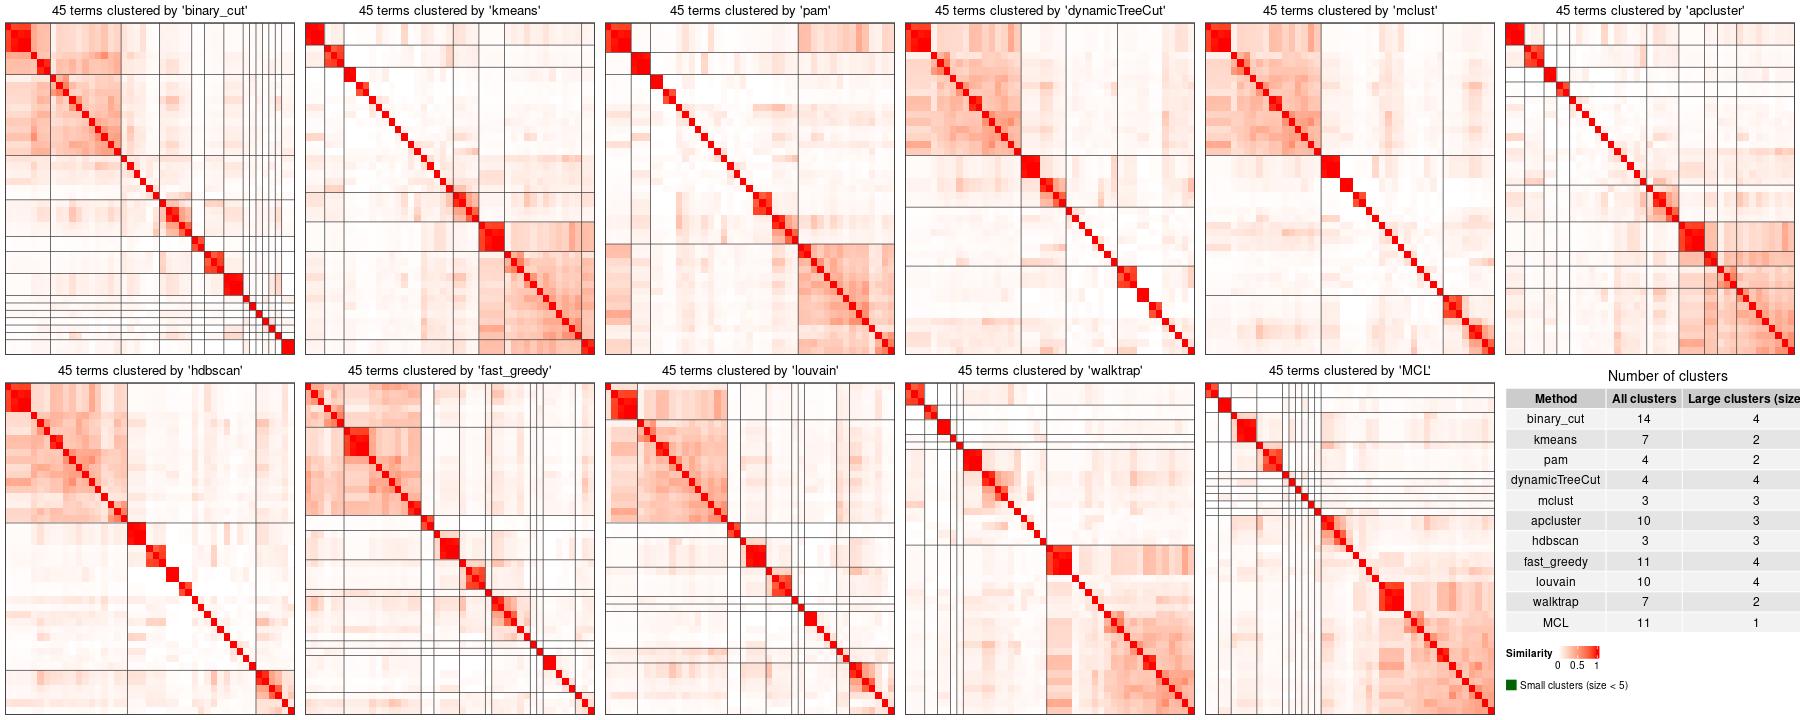 45 terms clustered by 'binary_cut'
45 terms clustered by 'kmeans'
45 terms clustered by 'pam'
45 terms clustered by 'dynamicTreeCut'
45 terms clustered by 'mclust'
45 terms clustered by 'apcluster'
45 terms clustered by 'hdbscan'
45 terms clustered by 'fast_greedy'
45 terms clustered by 'louvain'
45 terms clustered by 'walktrap'
45 terms clustered by 'MCL'
Number of clusters
Method All clusters Large clusters (size
binary_cut 14 4
kmeans 7 2
pam 4 2
dynamicTreeCut 4 4
mclust 3 3
apcluster 10 3
hdbscan 3 3
fast_greedy 11 4
louvain 10 4
walktrap 7 2
MCL 11 1
Similarity
0 0.5 1
Small clusters (size < 5)